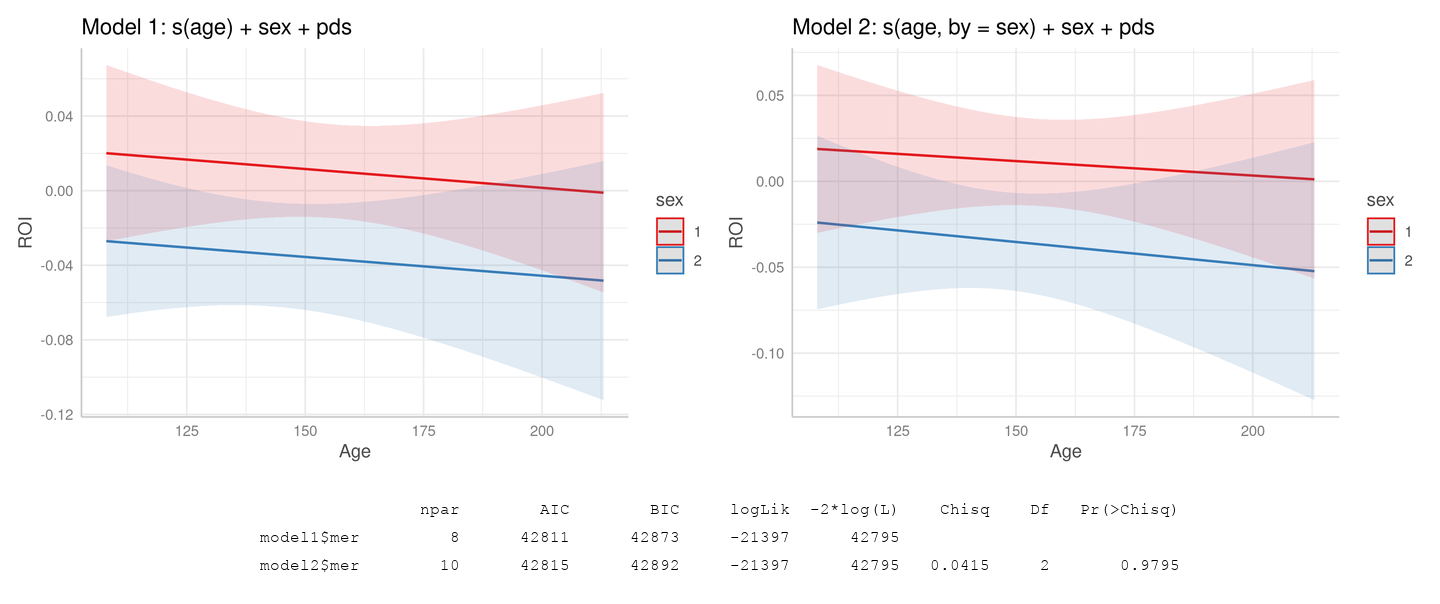 Model 1: s(age) + sex + pds
0.04
0.00
-0.04
-0.08
-0.12
ROI
125 150 175 200
Age
sex
1
2
Model 2: s(age, by = sex) + sex + pds
0.05
0.00
-0.05
-0.10
ROI
125 150 175 200
Age
sex
1
2
npar AIC BIC logLik -2*log(L) Chisq Df Pr(>Chisq)
model1$mer 8 42811 42873 -21397 42795
model2$mer 10 42815 42892 -21397 42795 0.0415 2 0.9795